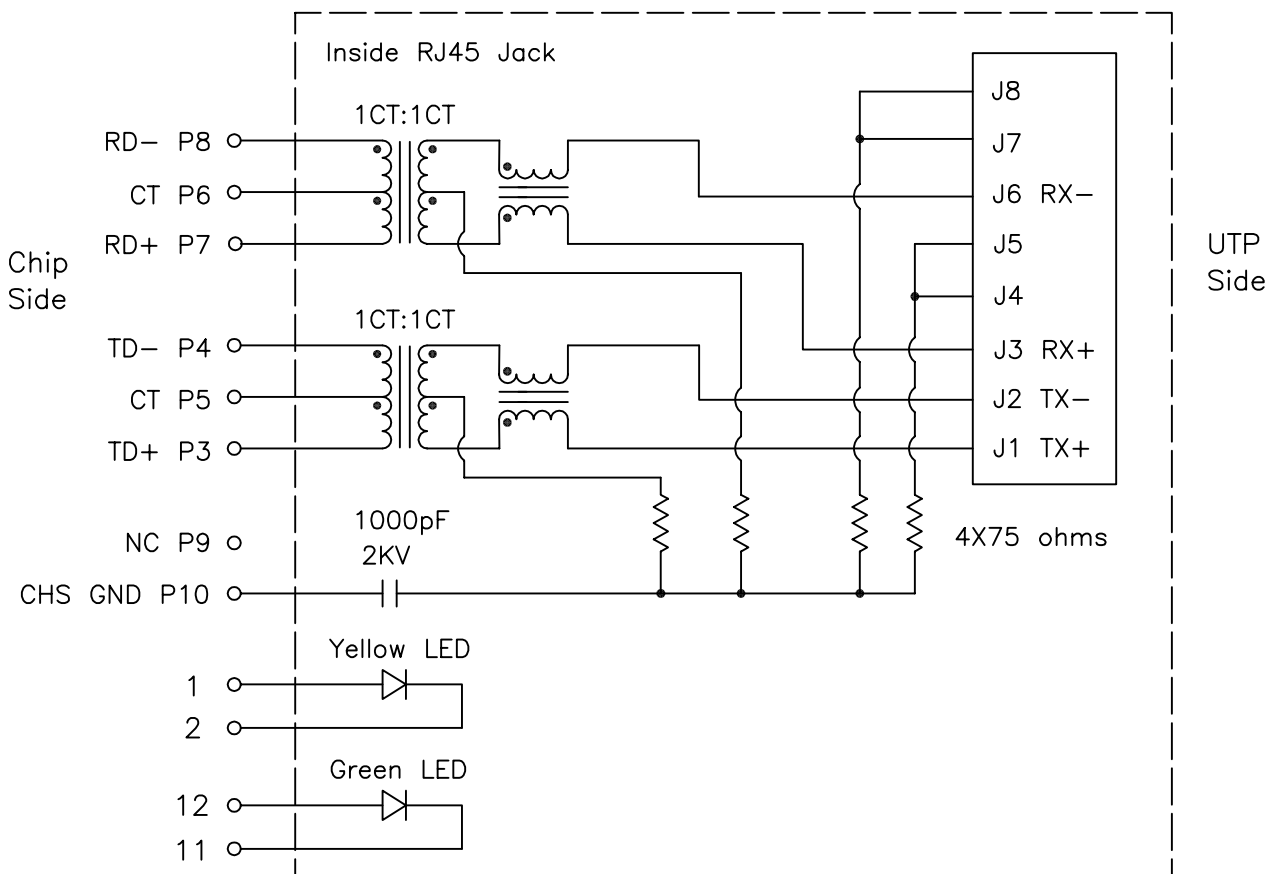 Inside RJ45 Jack
1CT:1CT
RD- P8
CT P6
RD+ P7
Chip
Side
1CT:1CT
TD- P4
CT P5
TD+ P3
NC P9
1000pF
2KV
CHS GND P10
Yellow LED
1
2
Green LED
12
11
J8
J7
J6 RX-
J5
J4
J3 RX+
J2 TX-
J1 TX+
4X75 ohms
UTP
Side